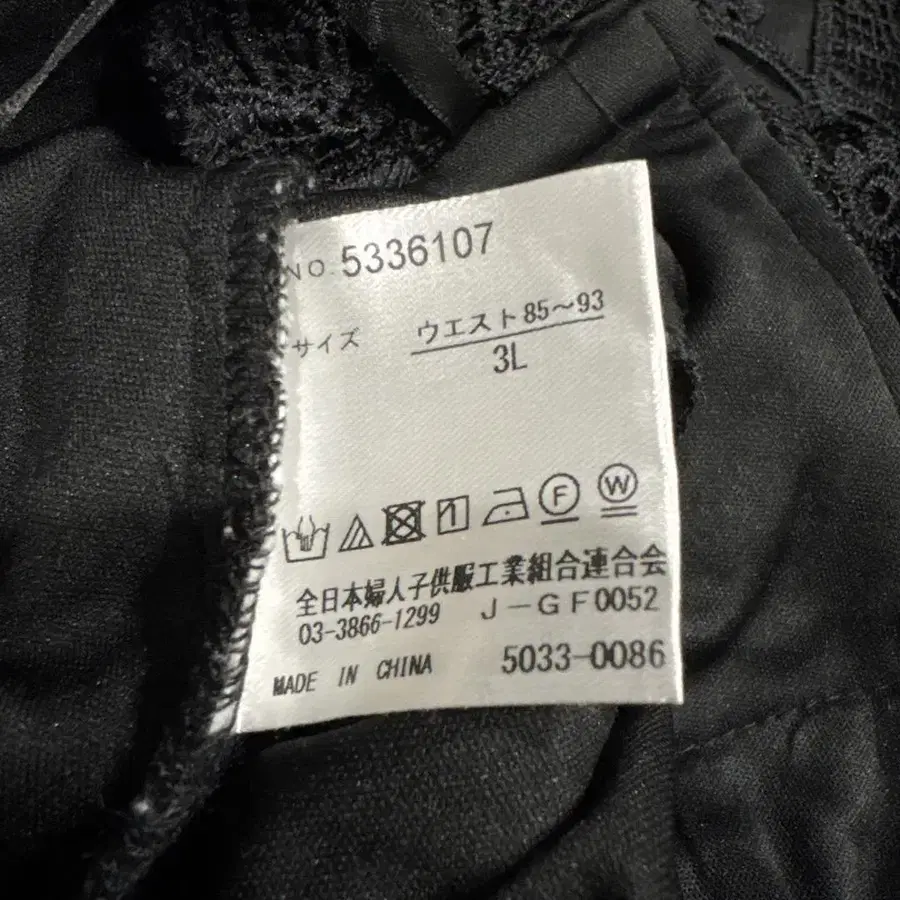 NO. 5336107
サイズ ウエスト85～93
3L
F W
全日本婦人子供服工業組合連合会
03-3866-1299 J-GF0052
MADE IN CHINA 5033-0086